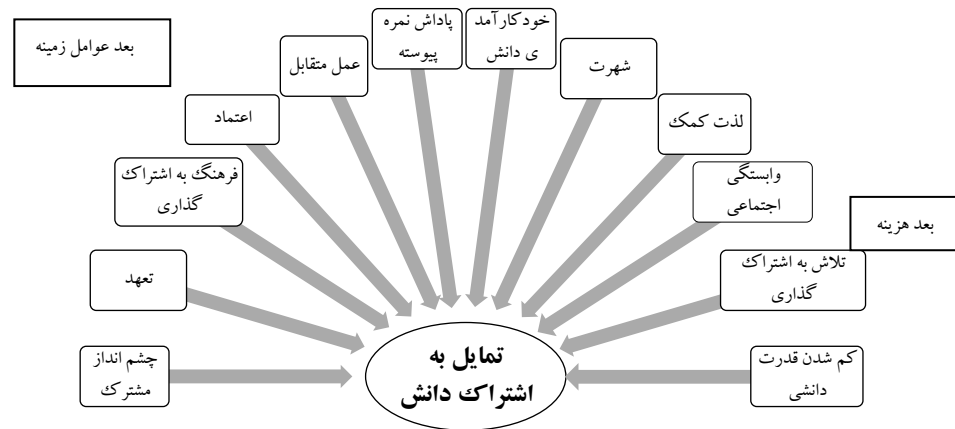 خودکارآمد
ی دانش
پاداش نمره
پیوسته
شهرت
عمل متقابل
بعد عوامل زمینه
لذت کمک
اعتماد
وابستگی
اجتماعی
فرهنگ به اشتراک
گذاری
بعد هزینه
تلاش به اشتراک
گذاری
تعهد
کم شدن قدرت
دانشی
تمایل به
اشتراک دانش
چشم انداز
مشترک